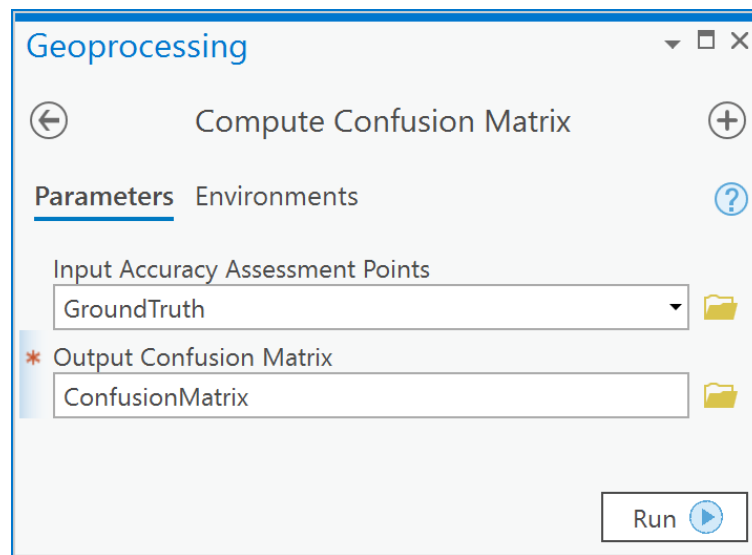 Geoprocessing
Compute Confusion Matrix
Parameters Environments
?
Input Accuracy Assessment Points
GroundTruth
* Output Confusion Matrix
ConfusionMatrix
Run